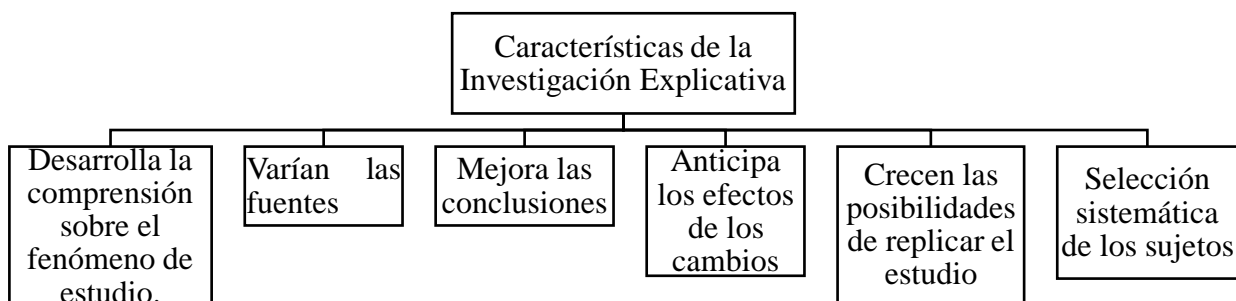 Características de la
Investigación Explicativa
Desarrolla la
comprensión
sobre el
fenómeno de
estudio.
Varían las
fuentes
Mejora las
conclusiones
Anticipa
los efectos
de los
cambios
Crecen las
posibilidades
de replicar el
estudio
Selección
sistemática
de los sujetos